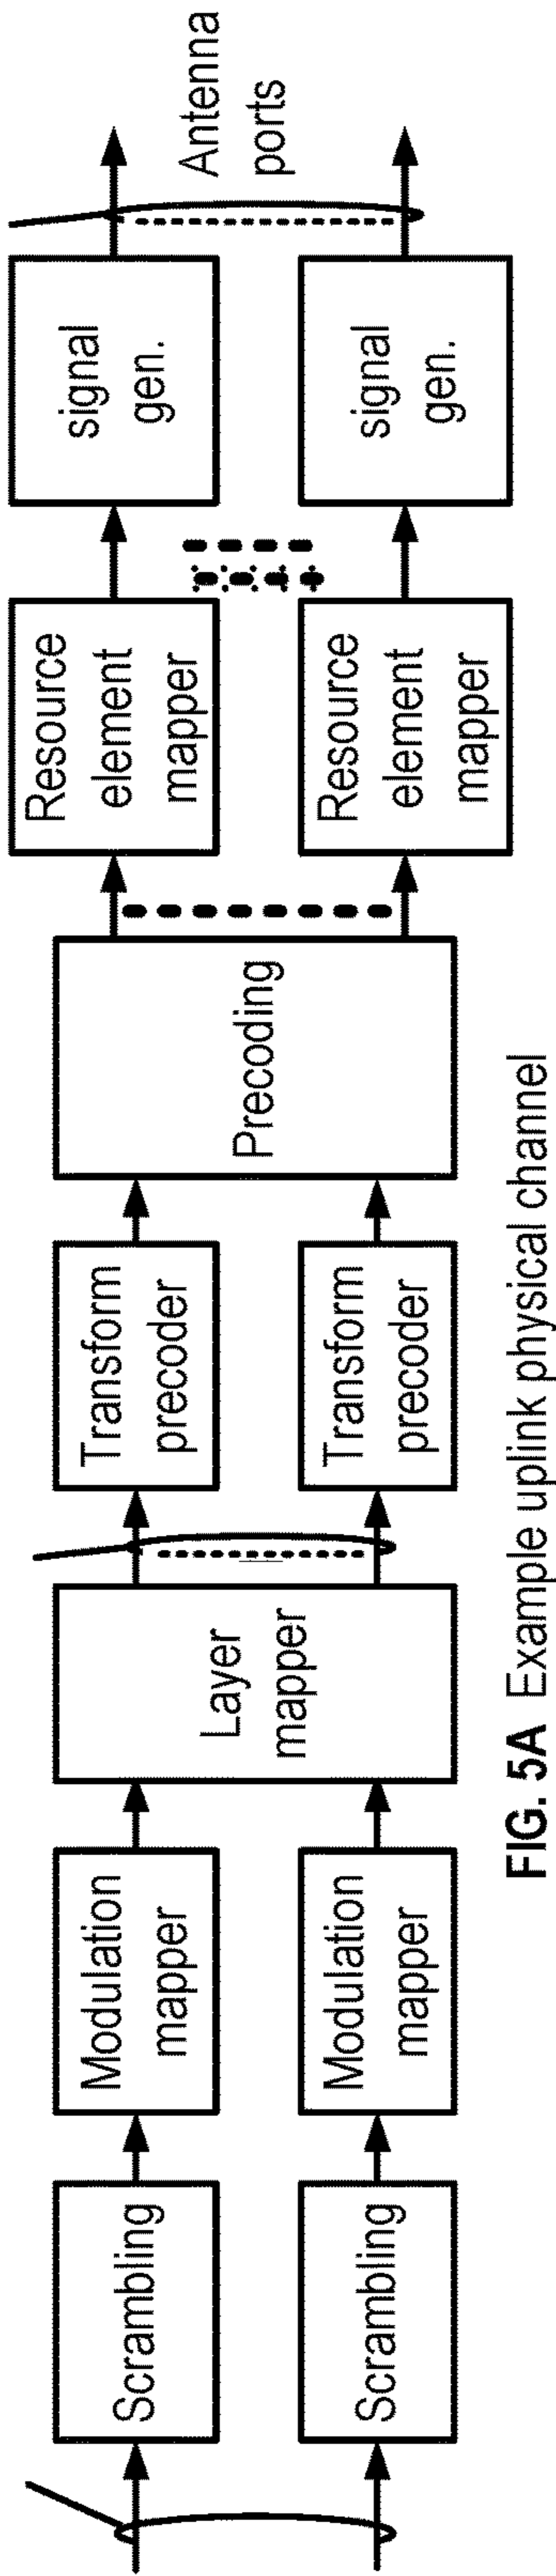 Scrambling
Scrambling
Modulation
mapper
Modulation
mapper
Layer
mapper
Transform
precoder
Transform
precoder
Precoding
Resource
element
mapper
Resource
element
mapper
signal
gen.
signal
gen.
Antenna
ports
FIG. 5A Example uplink physical channel